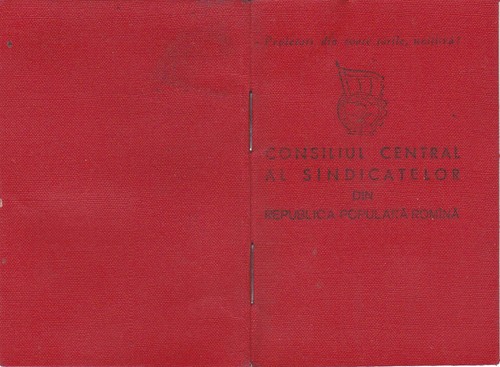 Proletari din toate țările, uniți-vă!
CONSILIUL CENTRAL
AL SINDICATELOR
DIN
REPUBLICA POPULARĂ ROMÎNĂ